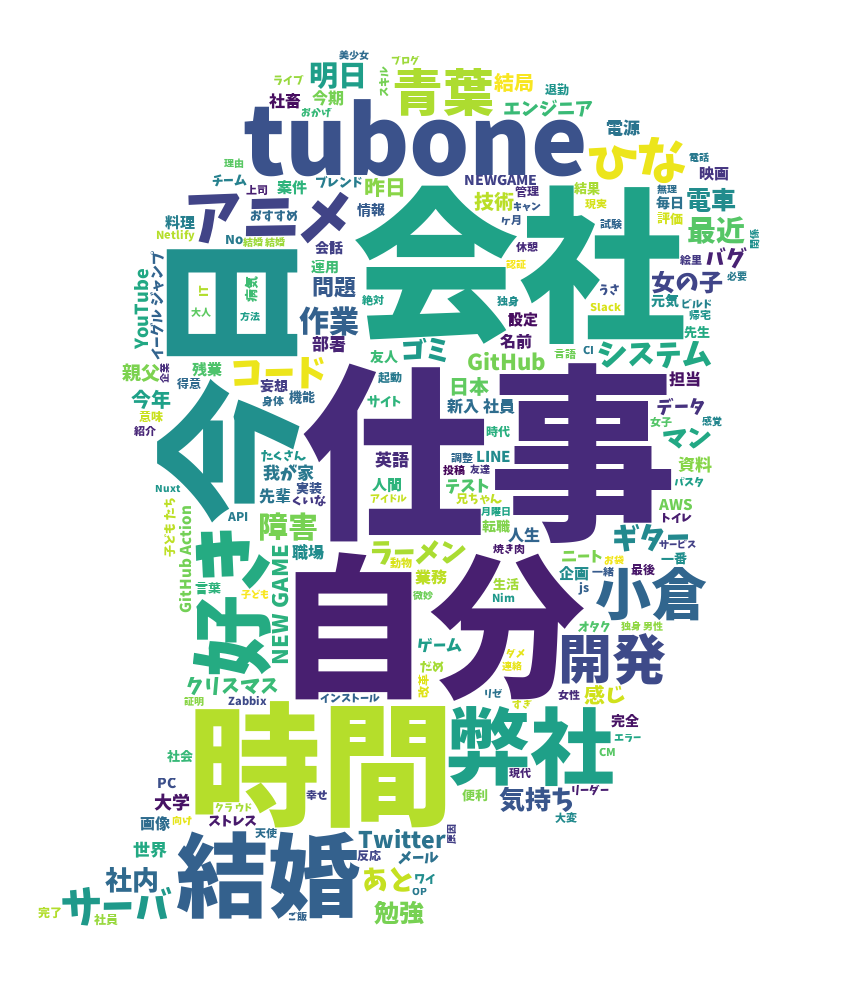 美少女
ブログ
ライブ
明日
スキル
青葉
結局
退勤
社畜
今期
おかげ
エンジニア
tubone
電源
ひな
理由
電話
チーム
上司
案件
ブレンド
昨日
NEWGAME
管理
結果
無理
映画
アニメ
料理
おすすめ
情報
技術
キャン
現実
毎日
電車
Netlify
No
結婚 結婚
会話
ヶ月
休憩
試験
評価
最近
日
会社
運用
認証
絵里
バグ
YouTube
イーグル ジャンプ
IT
病気
問題
絶対
独身
うさ
女の子
必要
大人
方法
作業
設定
Slack
元気
ビルド
帰宅
部署
友人
ゴミ
名前
言語
CI
システム
先生
親父
企業
残業
コード
GitHub
得意
妄想
起動
日本
担当
今年
身体
機能
サイト
新入 社員
データ
意味
今
仕事
女子
感覚
紹介
時代
マン
たくさん
我が家
英語
調整
LINE
投稿
友達
資料
Nuxt
先輩
実装
くいな
人間
アイドル
テスト
兄ちゃん
パスタ
子どもたち
GitHub Action
API
障害
月曜日
転職
人生
AWS
トイレ
ギター
サービス
好き
NEW GAME
職場
ラーメン
焼き肉
ニート
お袋
一番
動物
業務
企画
一緒
最後
言葉
子ども
自分
微妙
生活
Nim
js
小倉
オタク
独身 男性
ゲーム
だめ
ダメ
連絡
開発
クリスマス
改革
証明
Zabbix
インストール
リゼ
すき
女性
感じ
時間
弊社
完全
エラー
CM
社会
現代
PC
大学
クラウド
幸せ
便利
気持ち
リーダー
画像
向け
ストレス
大変
天使
世界
結婚
Twitter
反応
メール
社内
あと
ワイ
OP
サーバ
完了
社員
ご飯
勉強